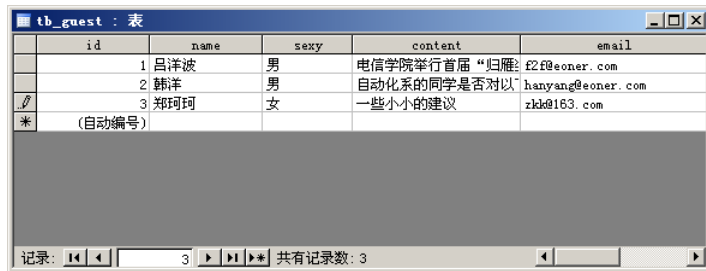 tb_guest : 表
id name sexy content email
1 吕洋波 男 电信学院举行首届“归雁 f2f@eoner.com
2 韩洋 男 自动化系的同学是否对以 hanyang@eoner.com
3 郑珂珂 女 一些小小的建议 zkk@163.com
(自动编号)
记录: 3 共有记录数: 3